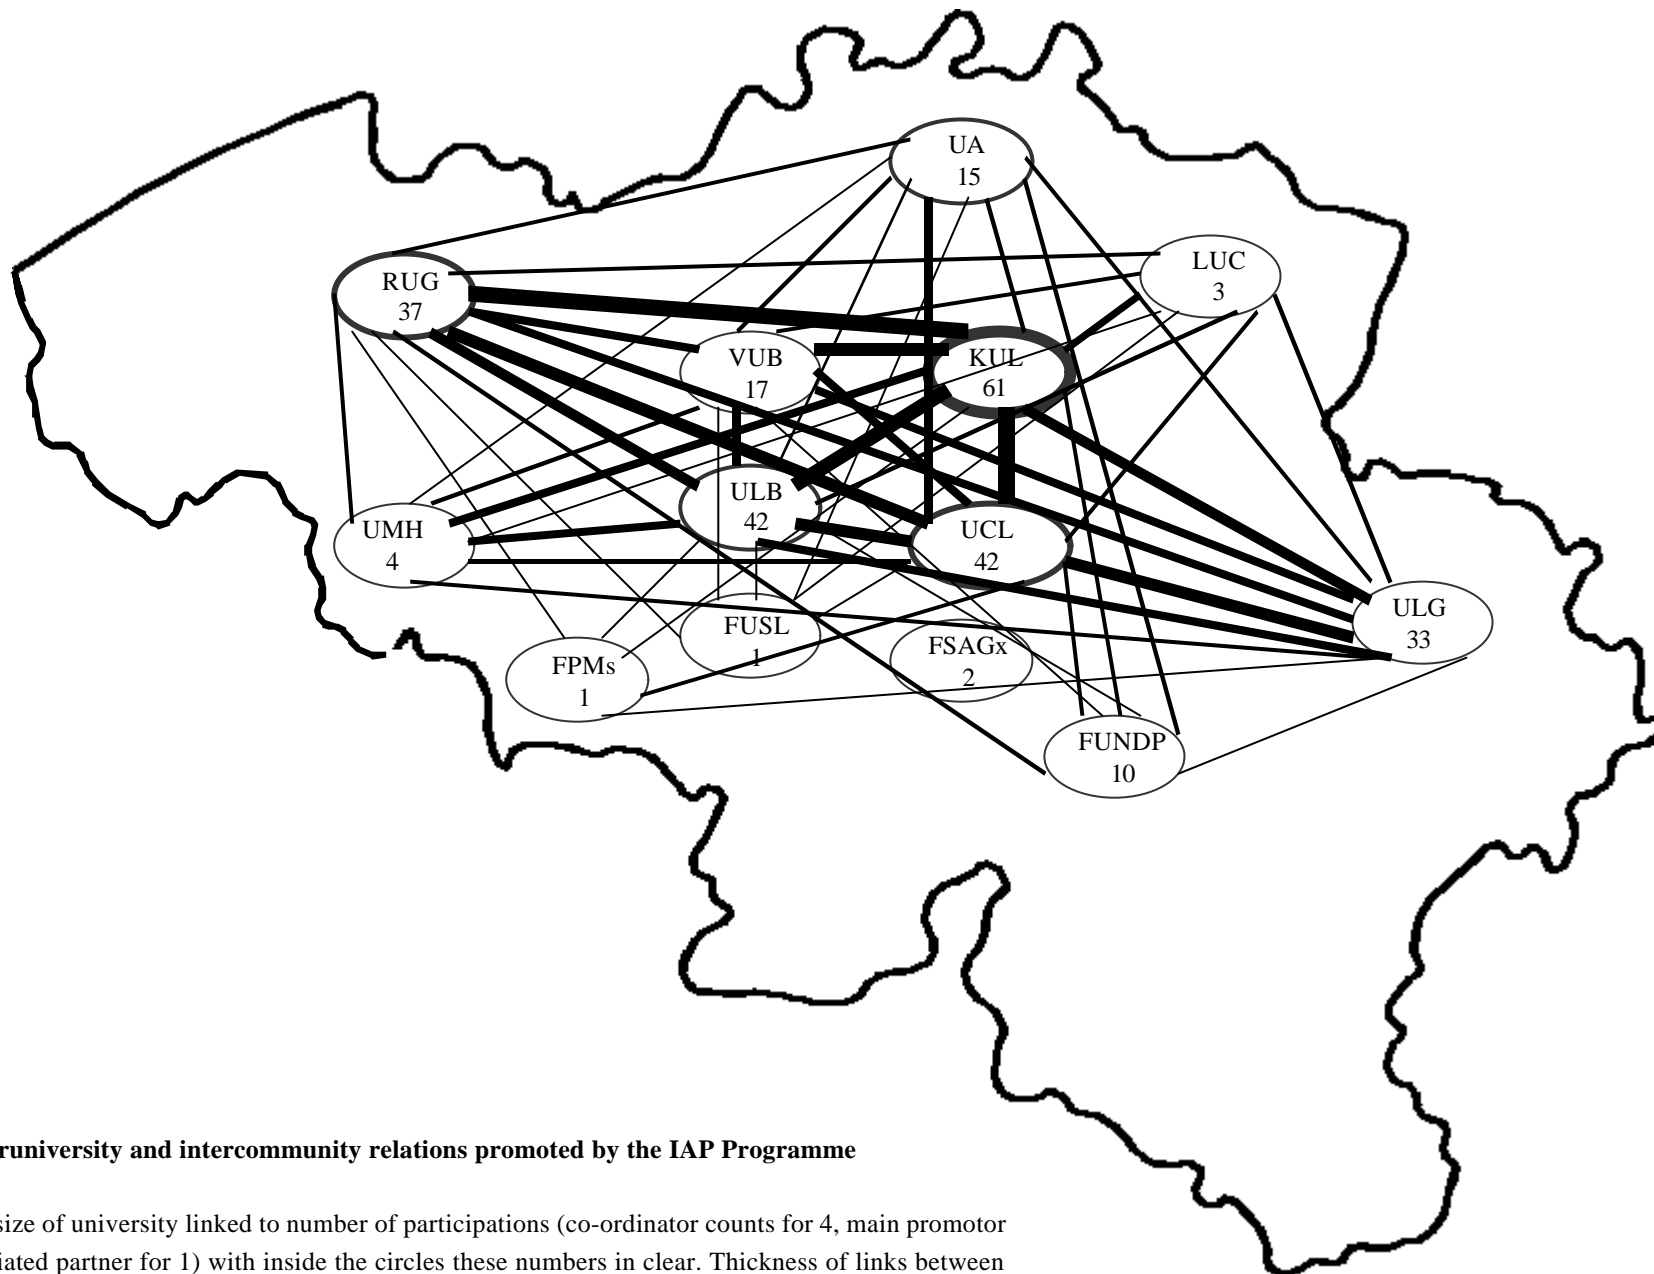 UA
15
LUC
3
RUG
37
VUB
17
KUL
61
ULB
42
UMH
4
UCL
42
ULG
33
FUSL
1
FSAGx
2
FPMs
1
FUNDP
10
runiversity and intercommunity relations promoted by the IAP Programme
size of university linked to number of participations (co-ordinator counts for 4, main promotor
iated partner for 1) with inside the circles these numbers in clear. Thickness of links between